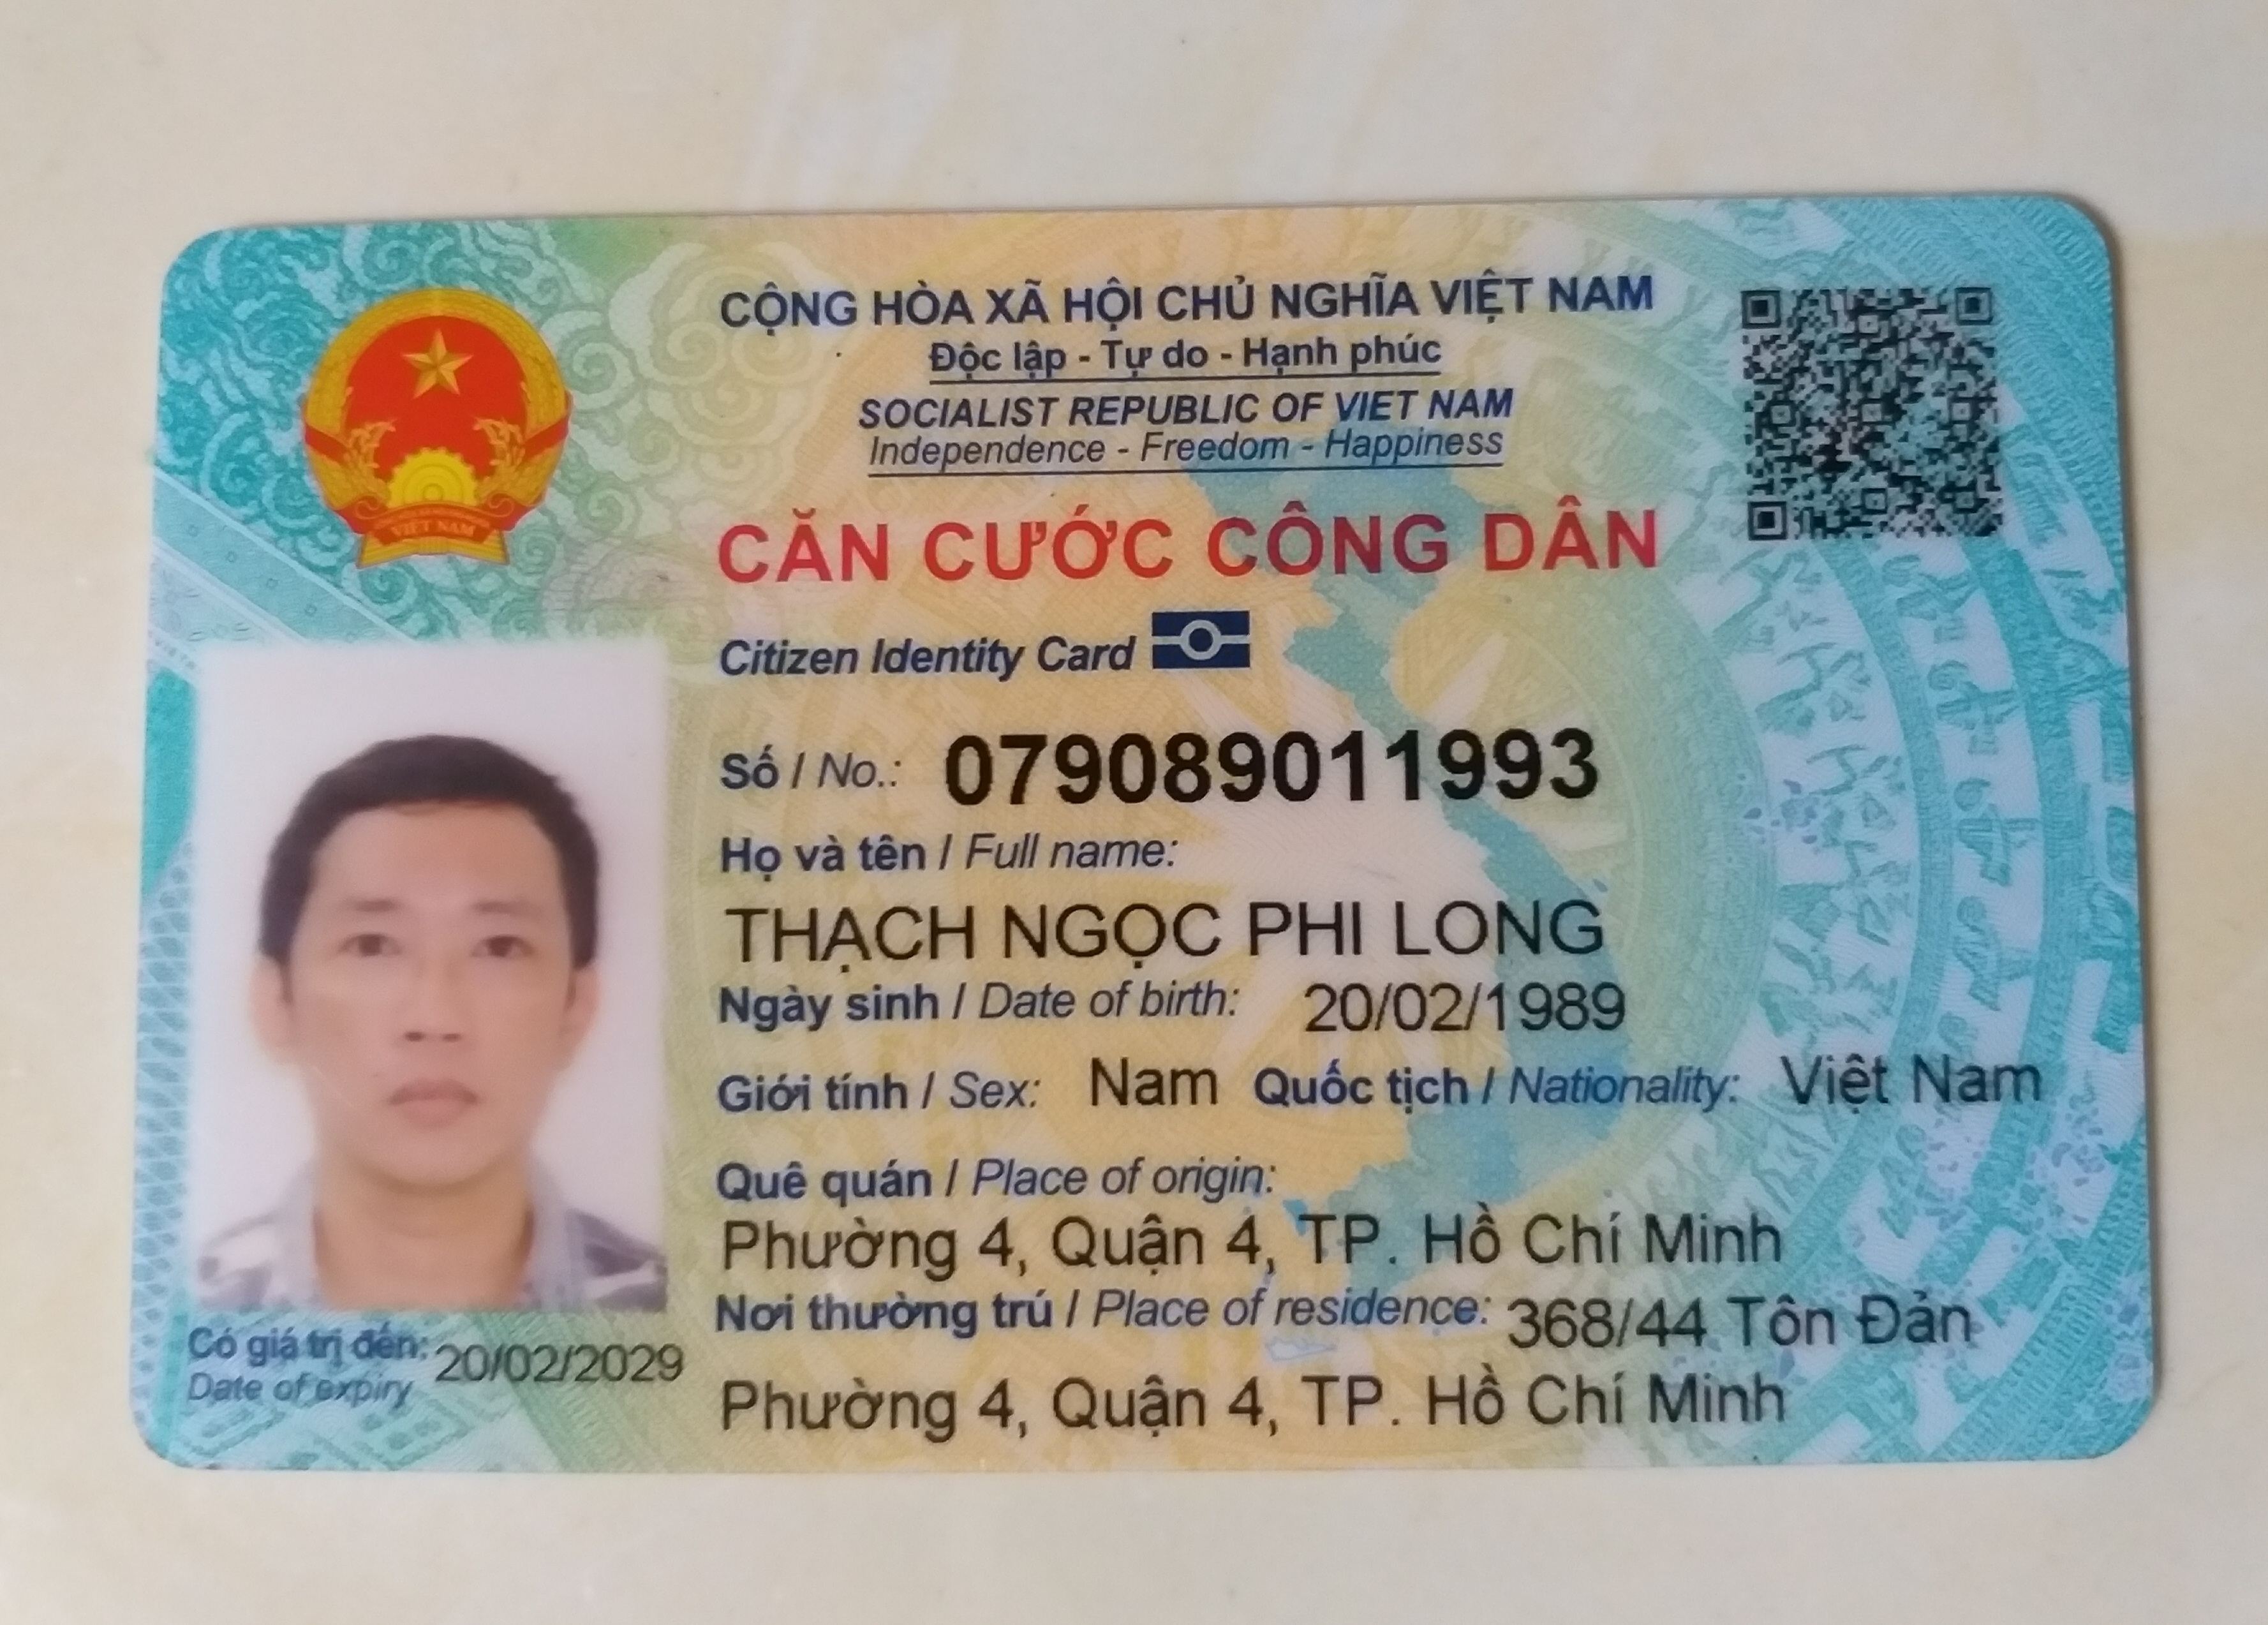 CỘNG HÒA XÃ HỘI CHỦ NGHĨA VIỆT NAM
Độc lập - Tự do - Hạnh phúc
SOCIALIST REPUBLIC OF VIET NAM
Independence - Freedom - Happiness
CĂN CƯỚC CÔNG DÂN
Citizen Identity Card
Số / No.: 079089011993
Họ và tên / Full name:
THẠCH NGỌC PHI LONG
Ngày sinh / Date of birth: 20/02/1989
Giới tính / Sex: Nam Quốc tịch / Nationality: Việt Nam
Quê quán / Place of origin:
Phường 4, Quận 4, TP. Hồ Chí Minh
Nơi thường trú / Place of residence: 368/44 Tôn Đản
Phường 4, Quận 4, TP. Hồ Chí Minh
Có giá trị đến: 20/02/2029
Date of expiry
VIỆT NAM